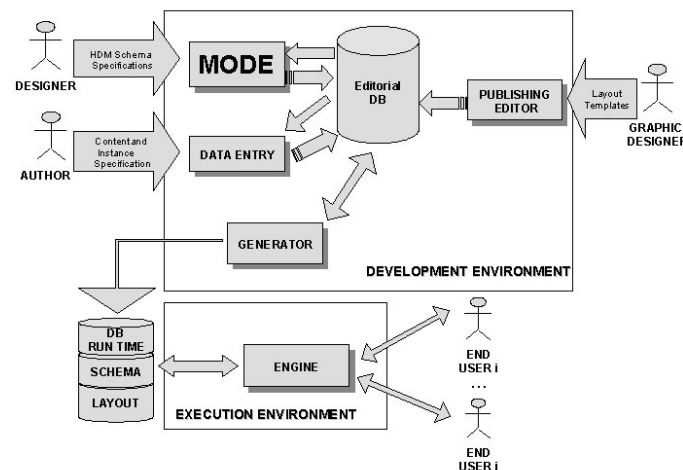 HDM Schema
Specifications
DESIGNER
MODE
Editorial
DB
PUBLISHING
EDITOR
Layout
Templates
GRAPHIC
DESIGNER
Contentand
Instance
Specification
AUTHOR
DATA ENTRY
GENERATOR
DEVELOPMENT ENVIRONMENT
DB
RUN TIME
SCHEMA
LAYOUT
ENGINE
EXECUTION ENVIRONMENT
END
USER i
...
END
USER i